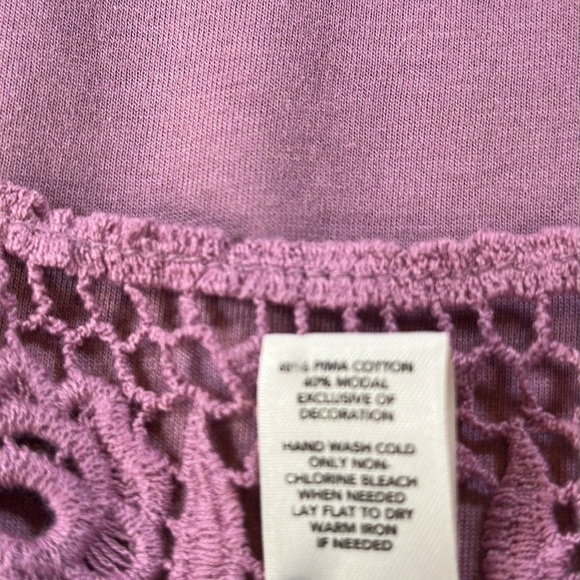 PIMA COTTON
40% MODAL
EXCLUSIVE OF
DECORATION
HAND WASH COLD
ONLY NON-
CHLORINE BLEACH
WHEN NEEDED
LAY FLAT TO DRY
WARM IRON
IF NEEDED